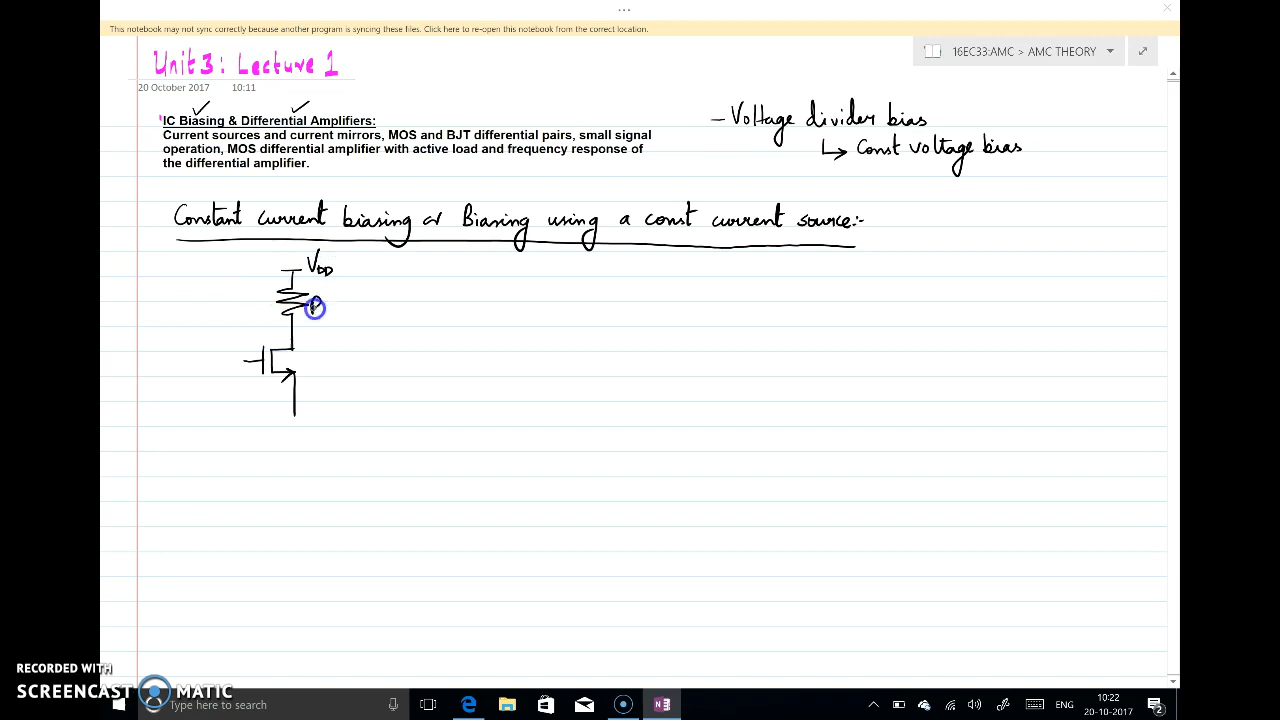 ...
This notebook may not sync correctly because another program is syncing these files. Click here to re-open this notebook from the correct location.
Unit 3: Lecture 1
16EC33:AMC > AMC THEORY
20 October 2017 10:11
IC Biasing & Differential Amplifiers:
Current sources and current mirrors, MOS and BJT differential pairs, small signal
operation, MOS differential amplifier with active load and frequency response of
the differential amplifier.
- Voltage divider bias
↳ Const voltage bias
Constant current biasing or Biasing using a const current source:-
VDD
RECORDED WITH
SCREENCAST MATIC
Type here to search
ENG
10:22
20-10-2017
2